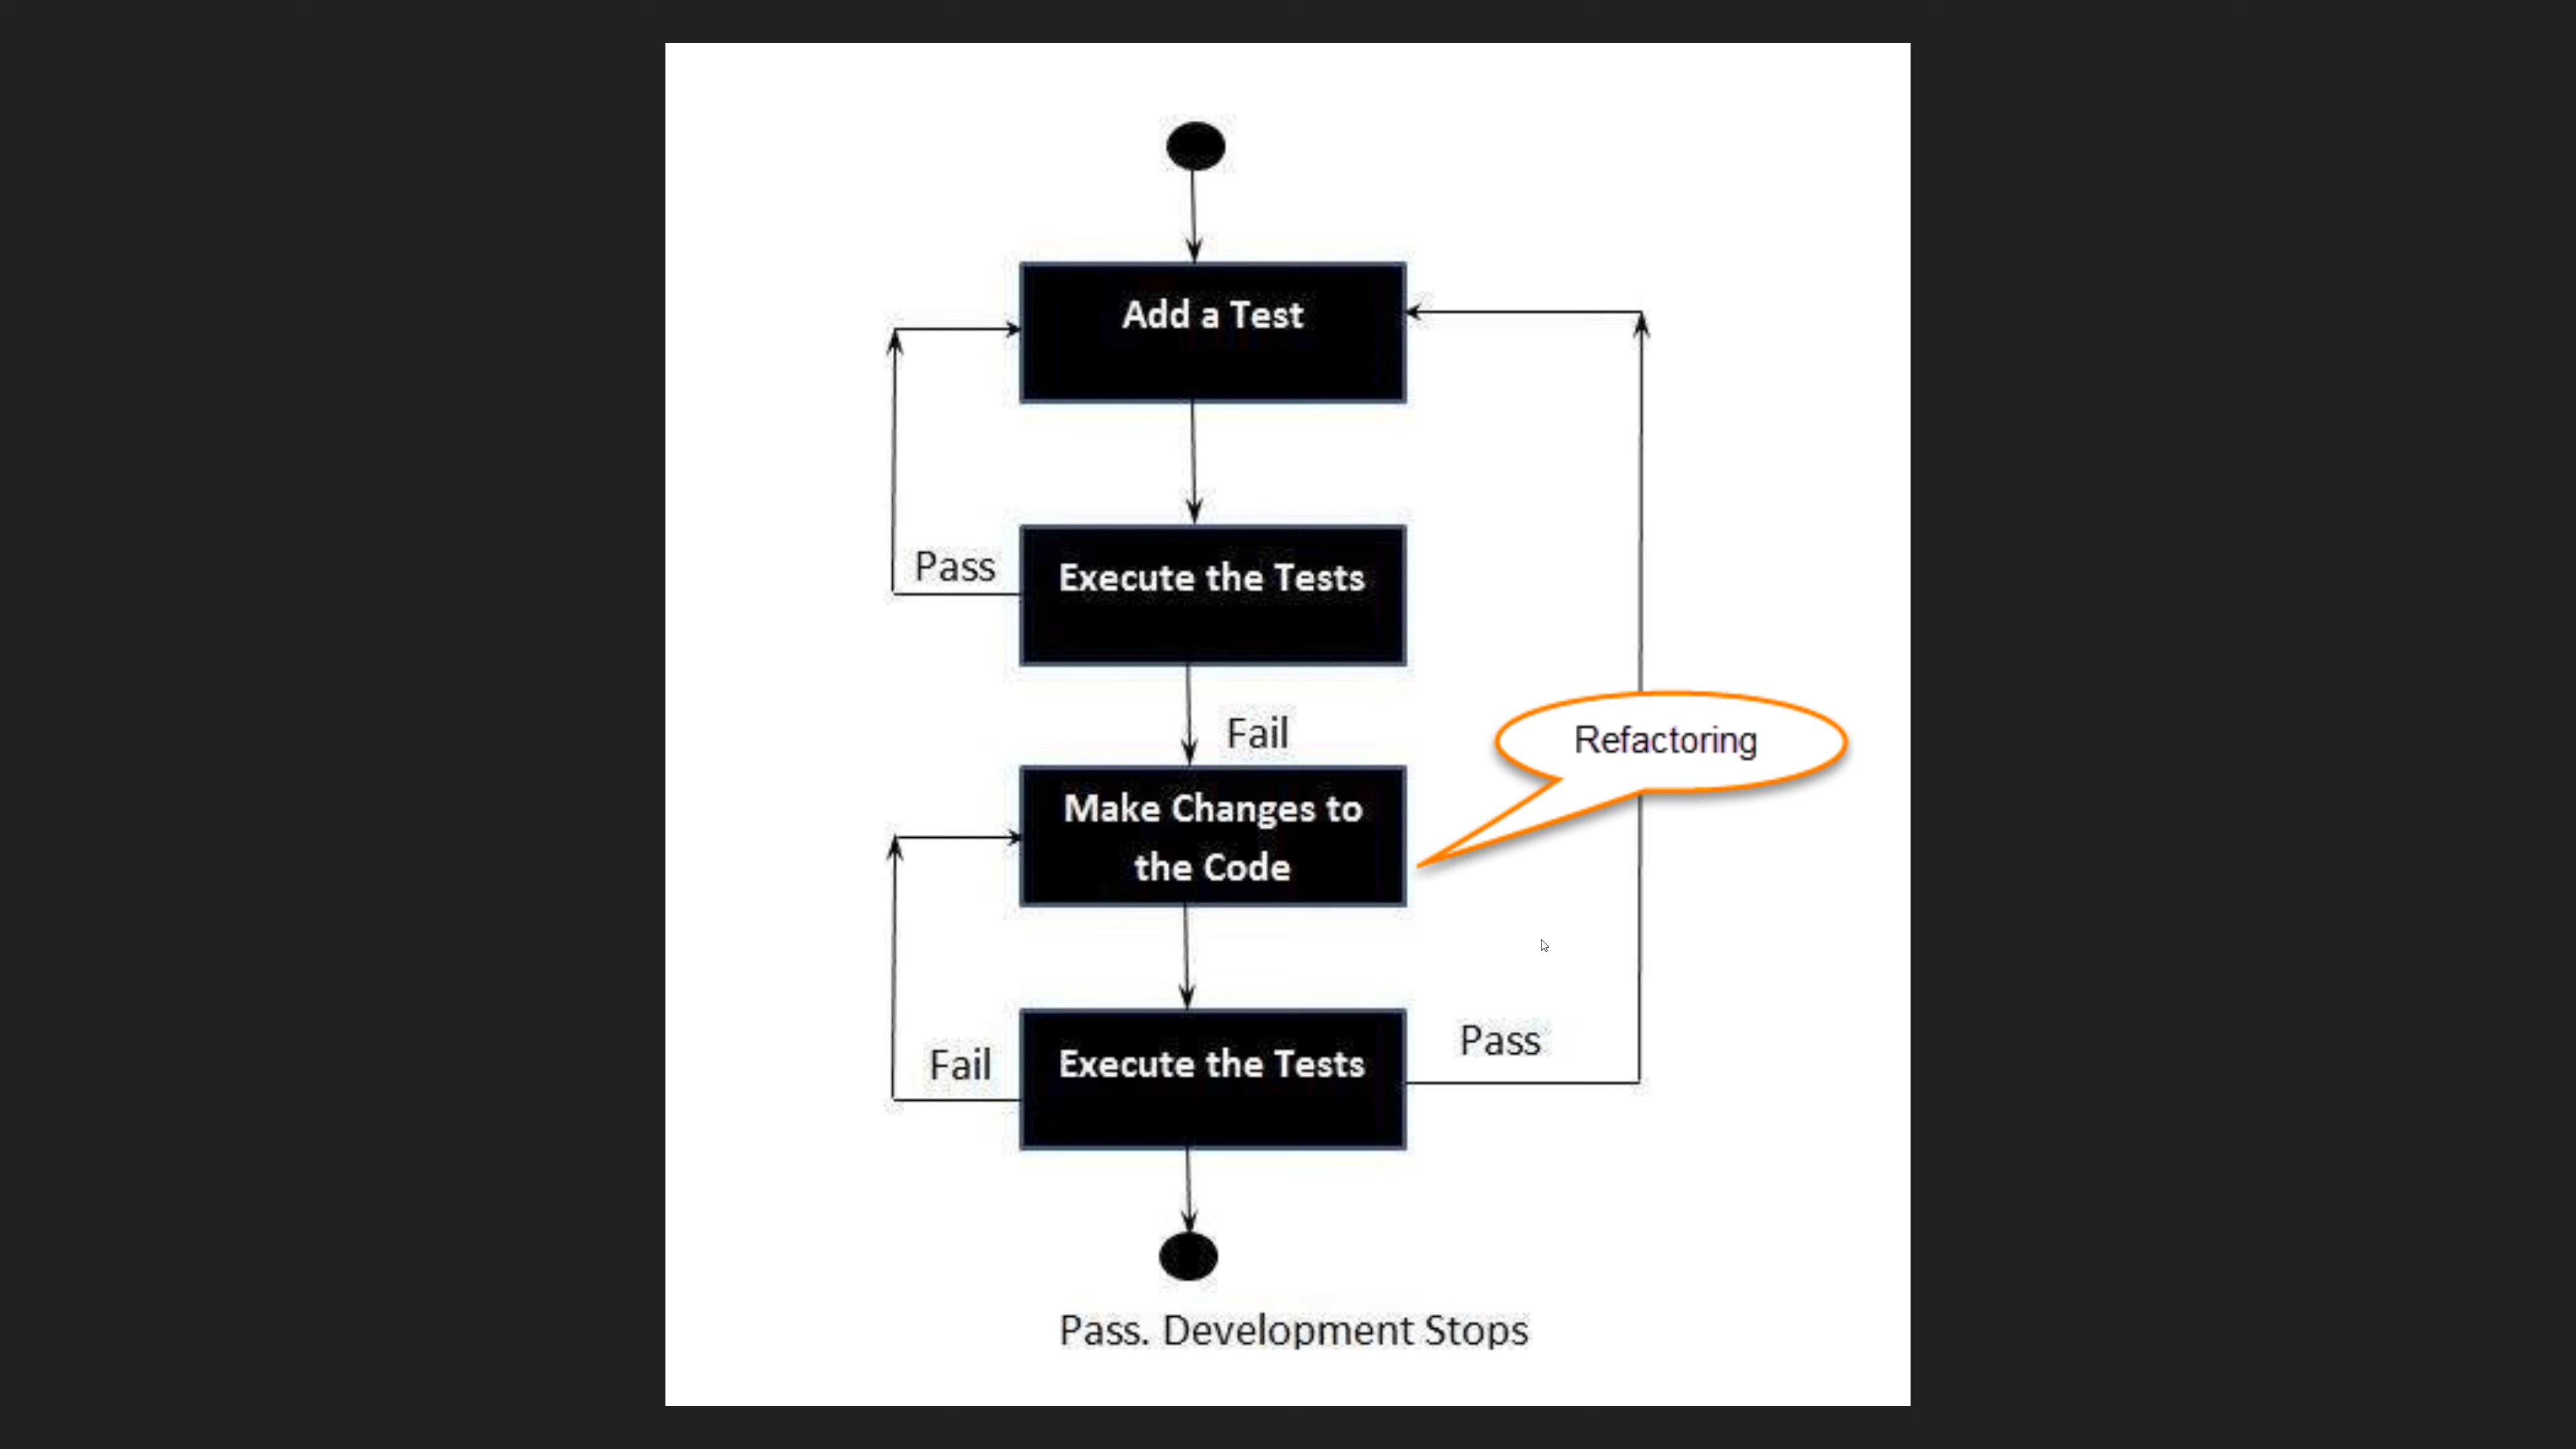 Add a Test
Pass
Execute the Tests
Fail
Refactoring
Make Changes to
the Code
Fail
Execute the Tests
Pass
Pass. Development Stops